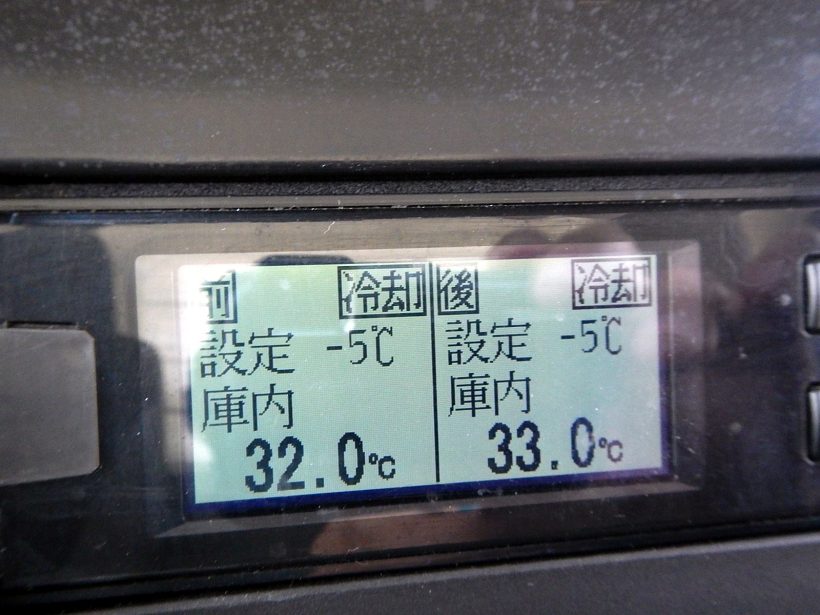 前 冷却
設定 -5℃
庫内
32.0℃
後 冷却
設定 -5℃
庫内
33.0℃